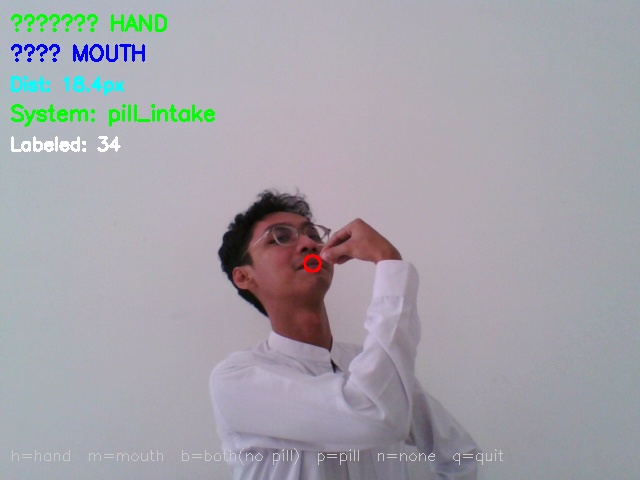 ??????? HAND
???? MOUTH
Dist: 18.4px
System: pill_intake
Labeled: 34
h=hand m=mouth b=both(no pill) p=pill n=none q=quit